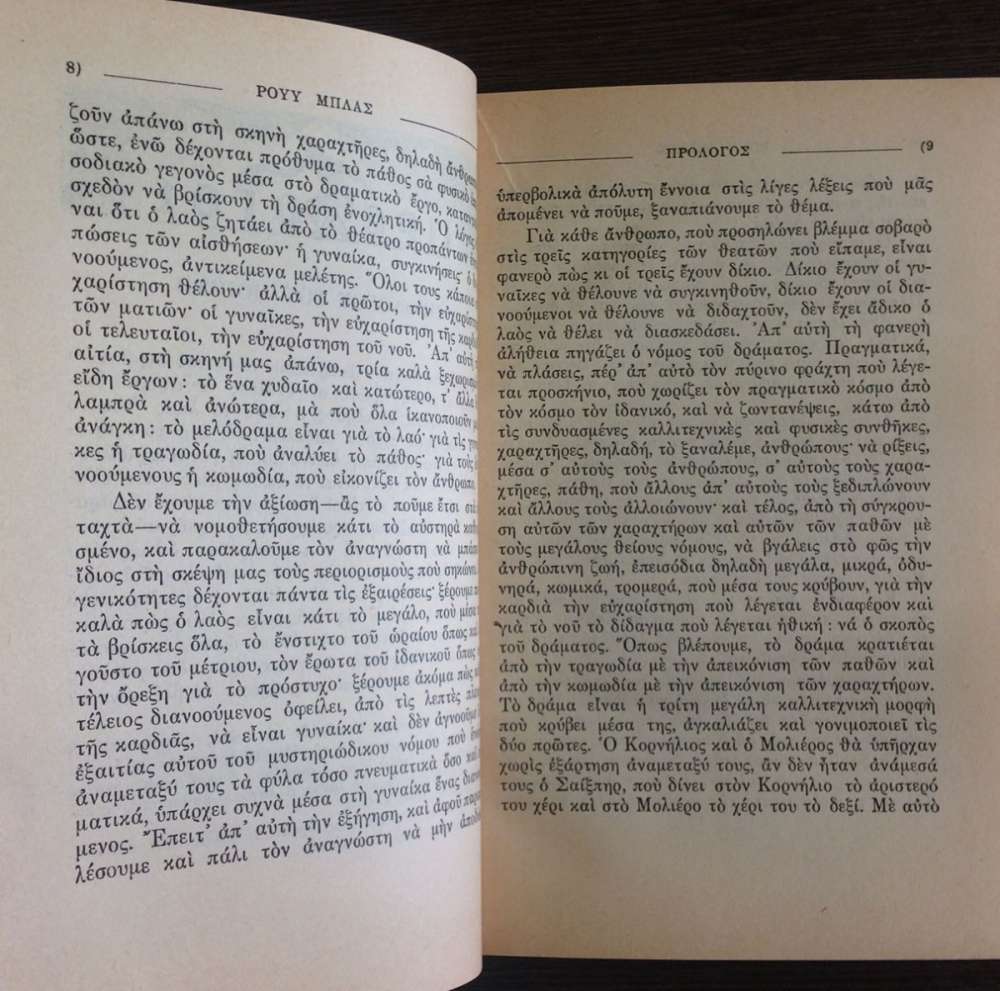 8)
ΡΟΥΥ ΜΠΛΑΣ
ζοῦν ἀπάνω στὴ σκηνὴ χαραχτῆρες, δηλαδὴ
ὥστε, ἐνῶ δέχονται πρόθυμα τὸ πάθος σὰ φυσικὸ
σοδιακὸ γεγονὸς μέσα στὸ δραματικὸ ἔργο,
σχεδὸν νὰ βρίσκουν τὴ δράση ἐνοχλητική. Ὁ λόγος
ναι ὅτι ὁ λαὸς ζητάει ἀπὸ τὸ θέατρο προπάντων
πώσεις τῶν αἰσθήσεων· ἡ γυναίκα, συγκινήσεις·
νοούμενος, ἀντικείμενα μελέτης. Ὅλοι τους κάποια
χαρίστηση θέλουν· ἀλλὰ οἱ πρῶτοι, τὴν
τῶν ματιῶν· οἱ γυναῖκες, τὴν εὐχαρίστηση τῆς
οἱ τελευταῖοι, τὴν εὐχαρίστηση τοῦ νοῦ. Ἀπ' αὐτὴ
αἰτία, στὴ σκηνή μας ἀπάνω, τρία καλὰ
εἴδη ἔργων: τὸ ἕνα χυδαῖο καὶ κατώτερο, τ' ἄλλα
λαμπρὰ καὶ ἀνώτερα, μὰ ποὺ ὅλα ἱκανοποιοῦν
ἀνάγκη: τὸ μελόδραμα εἶναι γιὰ τὸ λαό· γιὰ τὶς
κες ἡ τραγωδία, ποὺ ἀναλύει τὸ πάθος· γιὰ τοὺς
νοούμενους ἡ κωμωδία, ποὺ εἰκονίζει τὸν ἄνθρωπο.
Δὲν ἔχουμε τὴν ἀξίωση—ἂς τὸ ποῦμε ἔτσι
ταχτὰ—νὰ νομοθετήσουμε κάτι τὸ αὐστηρὰ
σμένο, καὶ παρακαλοῦμε τὸν ἀναγνώστη νὰ
ἴδιος στὴ σκέψη μας τοὺς περιορισμοὺς ποὺ
γενικότητες δέχονται πάντα τὶς ἐξαιρέσεις· ξέρουμε
καλὰ πὼς ὁ λαὸς εἶναι κάτι τὸ μεγάλο, ποὺ μέσα
τὰ βρίσκεις ὅλα, τὸ ἔνστιχτο τοῦ ὡραίου ὅπως
γοῦστο τοῦ μέτριου, τὸν ἔρωτα τοῦ ἰδανικοῦ ὅπως
τὴν ὄρεξη γιὰ τὸ πρόστυχο· ξέρουμε ἀκόμα πὼς
τέλειος διανοούμενος ὀφείλει, ἀπὸ τὶς λεπτὲς
τῆς καρδιᾶς, νὰ εἶναι γυναίκα· καὶ δὲν ἀγνοοῦμε
ἐξαιτίας αὐτοῦ τοῦ μυστηριώδικου νόμου ποὺ
ἀναμεταξύ τους τὰ φύλα τόσο πνευματικὰ ὅσο καὶ
ματικά, ὑπάρχει συχνὰ μέσα στὴ γυναίκα ἕνας
μενος. Ἔπειτ' ἀπ' αὐτὴ τὴν ἐξήγηση, καὶ ἀφοῦ
λέσουμε καὶ πάλι τὸν ἀναγνώστη νὰ μὴν
ΠΡΟΛΟΓΟΣ
(9
ὑπερβολικὰ ἀπόλυτη ἔννοια στὶς λίγες λέξεις ποὺ μᾶς
ἀπομένει νὰ ποῦμε, ξαναπιάνουμε τὸ θέμα.
Γιὰ κάθε ἄνθρωπο, ποὺ προσηλώνει βλέμμα σοβαρὸ
στὶς τρεῖς κατηγορίες τῶν θεατῶν ποὺ εἴπαμε, εἶναι
φανερὸ πὼς κι οἱ τρεῖς ἔχουν δίκιο. Δίκιο ἔχουν οἱ γυ-
ναῖκες νὰ θέλουνε νὰ συγκινηθοῦν, δίκιο ἔχουν οἱ δια-
νοούμενοι νὰ θέλουνε νὰ διδαχτοῦν, δὲν ἔχει ἄδικο ὁ
λαὸς νὰ θέλει νὰ διασκεδάσει. Ἀπ' αὐτὴ τὴ φανερὴ
ἀλήθεια πηγάζει ὁ νόμος τοῦ δράματος. Πραγματικά,
νὰ πλάσεις, πέρ' ἀπ' αὐτὸ τὸν πύρινο φράχτη ποὺ λέγε-
ται προσκήνιο, ποὺ χωρίζει τὸν πραγματικὸ κόσμο ἀπὸ
τὸν κόσμο τὸν ἰδανικό, καὶ νὰ ζωντανέψεις, κάτω ἀπὸ
τὶς συνδυασμένες καλλιτεχνικὲς καὶ φυσικὲς συνθῆκες,
χαραχτῆρες, δηλαδή, τὸ ξαναλέμε, ἀνθρώπους· νὰ ρίξεις,
μέσα σ' αὐτοὺς τοὺς ἀνθρώπους, σ' αὐτοὺς τοὺς χαρα-
χτῆρες, πάθη, ποὺ ἄλλους ἀπ' αὐτοὺς τοὺς ξεδιπλώνουν
καὶ ἄλλους τοὺς ἀλλοιώνουν· καὶ τέλος, ἀπὸ τὴ σύγκρου-
ση αὐτῶν τῶν χαραχτήρων καὶ αὐτῶν τῶν παθῶν μὲ
τοὺς μεγάλους θείους νόμους, νὰ βγάλεις στὸ φῶς τὴν
ἀνθρώπινη ζωή, ἐπεισόδια δηλαδὴ μεγάλα, μικρά, ὀδυ-
νηρά, κωμικά, τρομερά, ποὺ μέσα τους κρύβουν, γιὰ τὴν
καρδιὰ τὴν εὐχαρίστηση ποὺ λέγεται ἐνδιαφέρον καὶ
γιὰ τὸ νοῦ τὸ δίδαγμα ποὺ λέγεται ἠθική: νά ὁ σκοπὸς
τοῦ δράματος. Ὅπως βλέπουμε, τὸ δράμα κρατιέται
ἀπὸ τὴν τραγωδία μὲ τὴν ἀπεικόνιση τῶν παθῶν καὶ
ἀπὸ τὴν κωμωδία μὲ τὴν ἀπεικόνιση τῶν χαραχτήρων.
Τὸ δράμα εἶναι ἡ τρίτη μεγάλη καλλιτεχνικὴ μορφὴ
ποὺ κρύβει μέσα της, ἀγκαλιάζει καὶ γονιμοποιεῖ τὶς
δύο πρῶτες. Ὁ Κορνήλιος καὶ ὁ Μολιέρος θὰ ὑπῆρχαν
χωρὶς ἐξάρτηση ἀναμεταξύ τους, ἂν δὲν ἦταν ἀνάμεσά
τους ὁ Σαίξπηρ, ποὺ δίνει στὸν Κορνήλιο τὸ ἀριστερό
του χέρι καὶ στὸ Μολιέρο τὸ χέρι του τὸ δεξί. Μὲ αὐτὸ